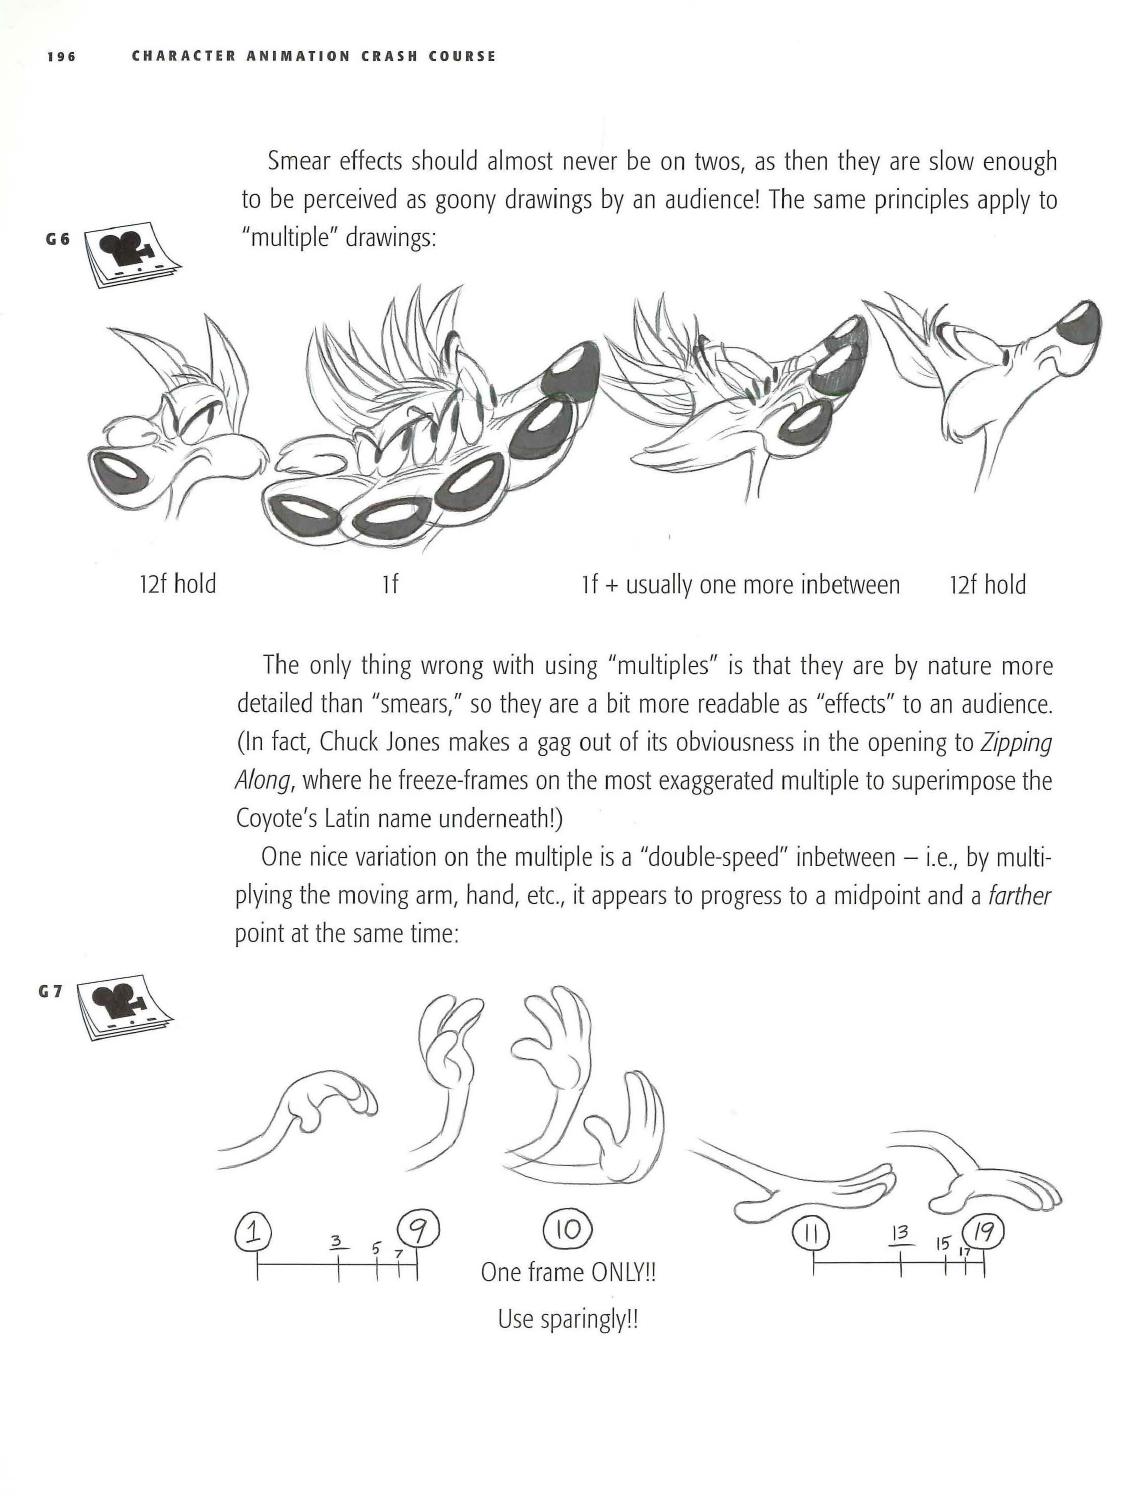 196 CHARACTER ANIMATION CRASH COURSE
Smear effects should almost never be on twos, as then they are slow enough
to be perceived as goony drawings by an audience! The same principles apply to
G6
“multiple” drawings:
12f hold 1f 1f + usually one more inbetween 12f hold
The only thing wrong with using “multiples” is that they are by nature more
detailed than “smears,” so they are a bit more readable as “effects” to an audience.
(In fact, Chuck Jones makes a gag out of its obviousness in the opening to Zipping
Along, where he freeze-frames on the most exaggerated multiple to superimpose the
Coyote’s Latin name underneath!)
One nice variation on the multiple is a “double-speed” inbetween – i.e., by multi-
plying the moving arm, hand, etc., it appears to progress to a midpoint and a farther
point at the same time:
G7
1 3 5 7 9 10 11 13 15 17 19
One frame ONLY!!
Use sparingly!!